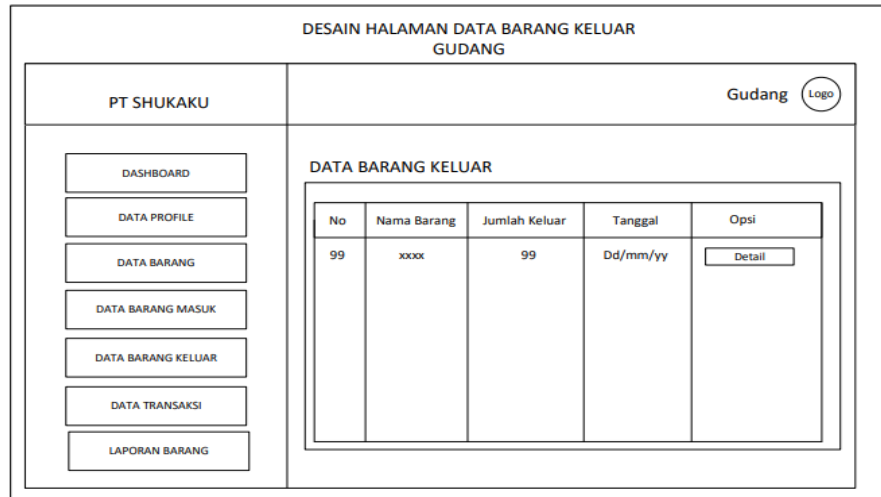 DESAIN HALAMAN DATA BARANG KELUAR
GUDANG
PT SHUKAKU
Gudang
Logo
DASHBOARD
DATA PROFILE
DATA BARANG
DATA BARANG MASUK
DATA BARANG KELUAR
DATA TRANSAKSI
LAPORAN BARANG
DATA BARANG KELUAR
No Nama Barang Jumlah Keluar Tanggal Opsi
99 xxxx 99 Dd/mm/yy Detail